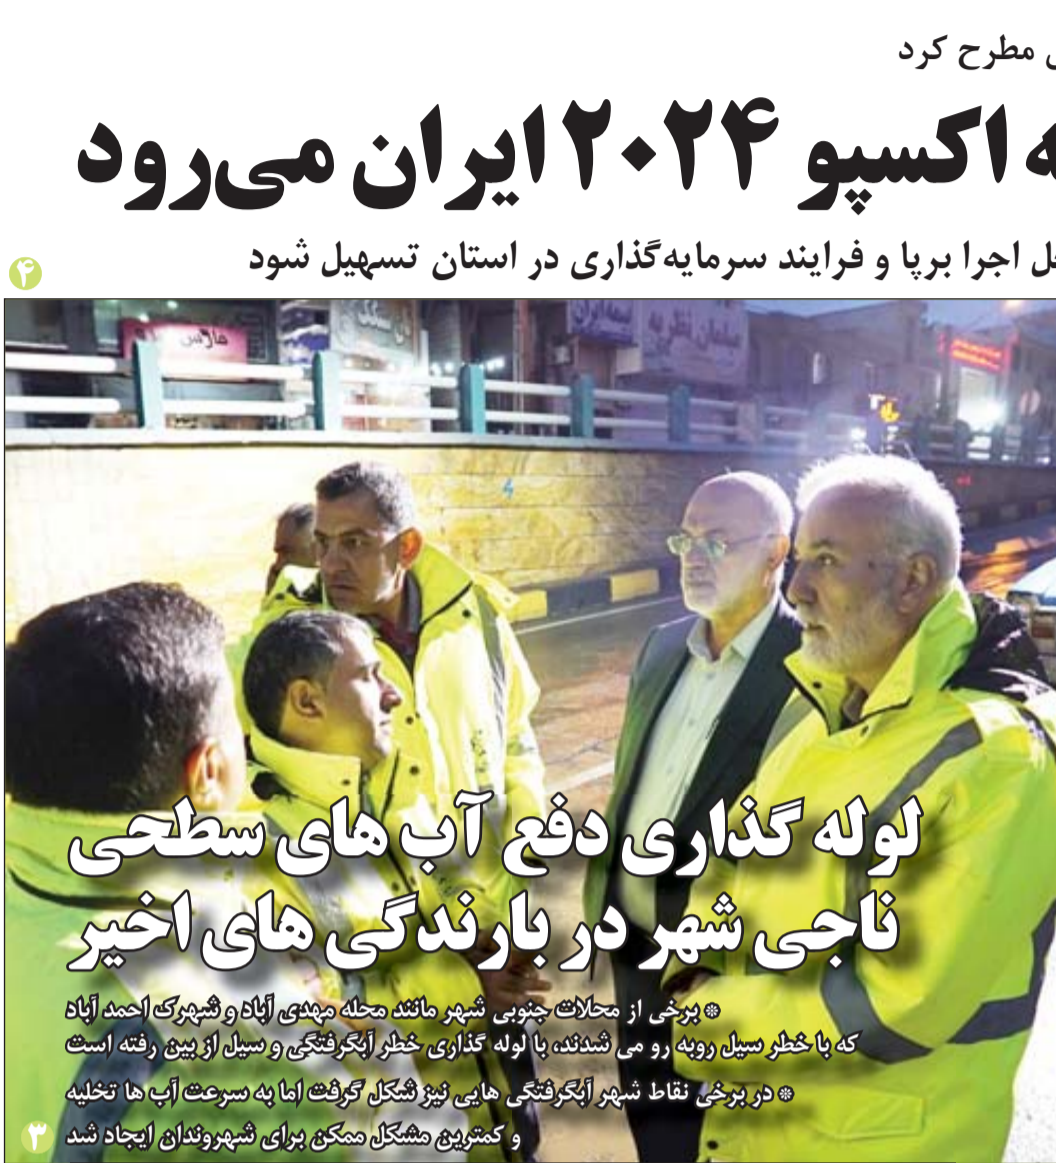 مطرح کرد
اکسپو ۲۰۲۴ ایران می‌رود
اجرا برپا و فرایند سرمایه‌گذاری در استان تسهیل شود
۴
مبلمان نظریه
بیمه ایران
لوله گذاری دفع آب های سطحی
ناجی شهر در بارندگی های اخیر
* برخی از محلات جنوبی شهر مانند محله مهدی آباد و شهرک احمد آباد
که با خطر سیل روبه رو می شدند، با لوله گذاری خطر آبگرفتگی و سیل از بین رفته است
* در برخی نقاط شهر آبگرفتگی هایی نیز شکل گرفت اما به سرعت آب ها تخلیه
و کمترین مشکل ممکن برای شهروندان ایجاد شد
۳